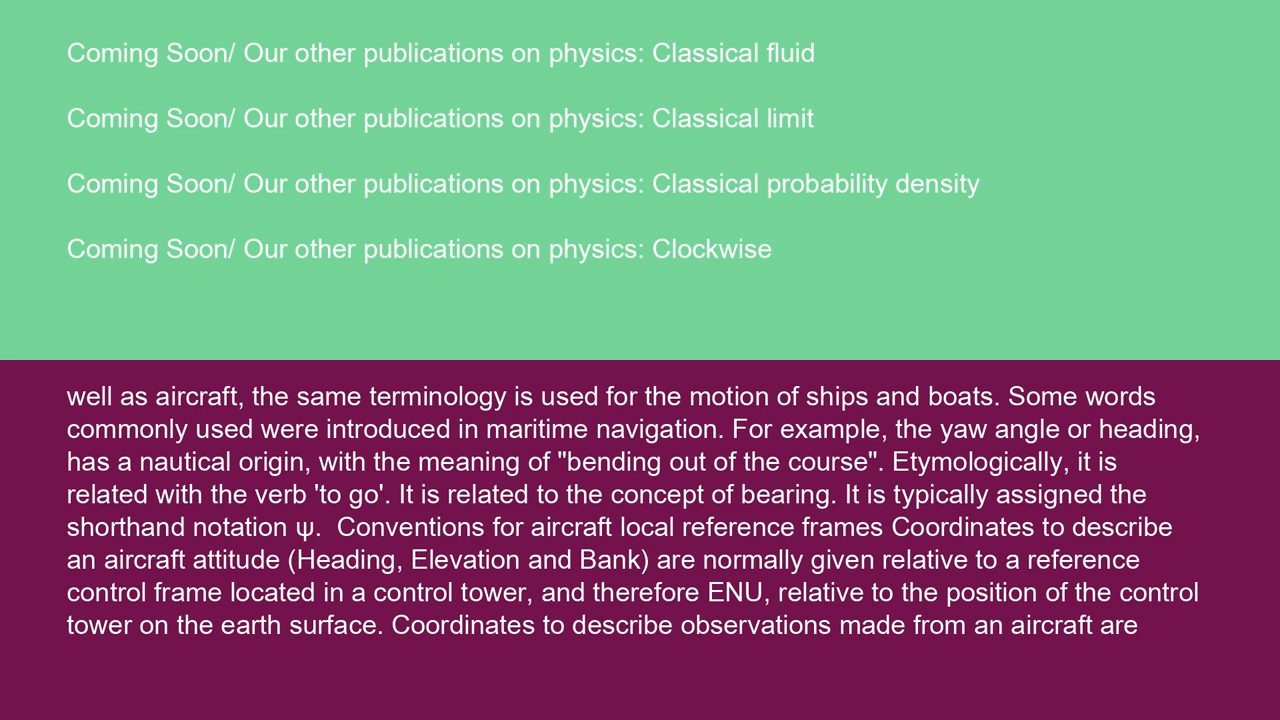 Coming Soon/ Our other publications on physics: Classical fluid
Coming Soon/ Our other publications on physics: Classical limit
Coming Soon/ Our other publications on physics: Classical probability density
Coming Soon/ Our other publications on physics: Clockwise
well as aircraft, the same terminology is used for the motion of ships and boats. Some words
commonly used were introduced in maritime navigation. For example, the yaw angle or heading,
has a nautical origin, with the meaning of "bending out of the course". Etymologically, it is
related with the verb 'to go'. It is related to the concept of bearing. It is typically assigned the
shorthand notation ψ.  Conventions for aircraft local reference frames Coordinates to describe
an aircraft attitude (Heading, Elevation and Bank) are normally given relative to a reference
control frame located in a control tower, and therefore ENU, relative to the position of the control
tower on the earth surface. Coordinates to describe observations made from an aircraft are